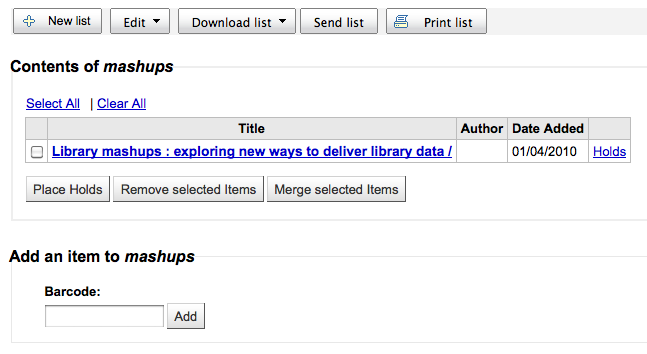 New list Edit Download list Send list Print list
Contents of mashups
Select All | Clear All
Title Author Date Added
Library mashups : exploring new ways to deliver library data / 01/04/2010 Holds
Place Holds Remove selected Items Merge selected Items
Add an item to mashups
Barcode:
Add